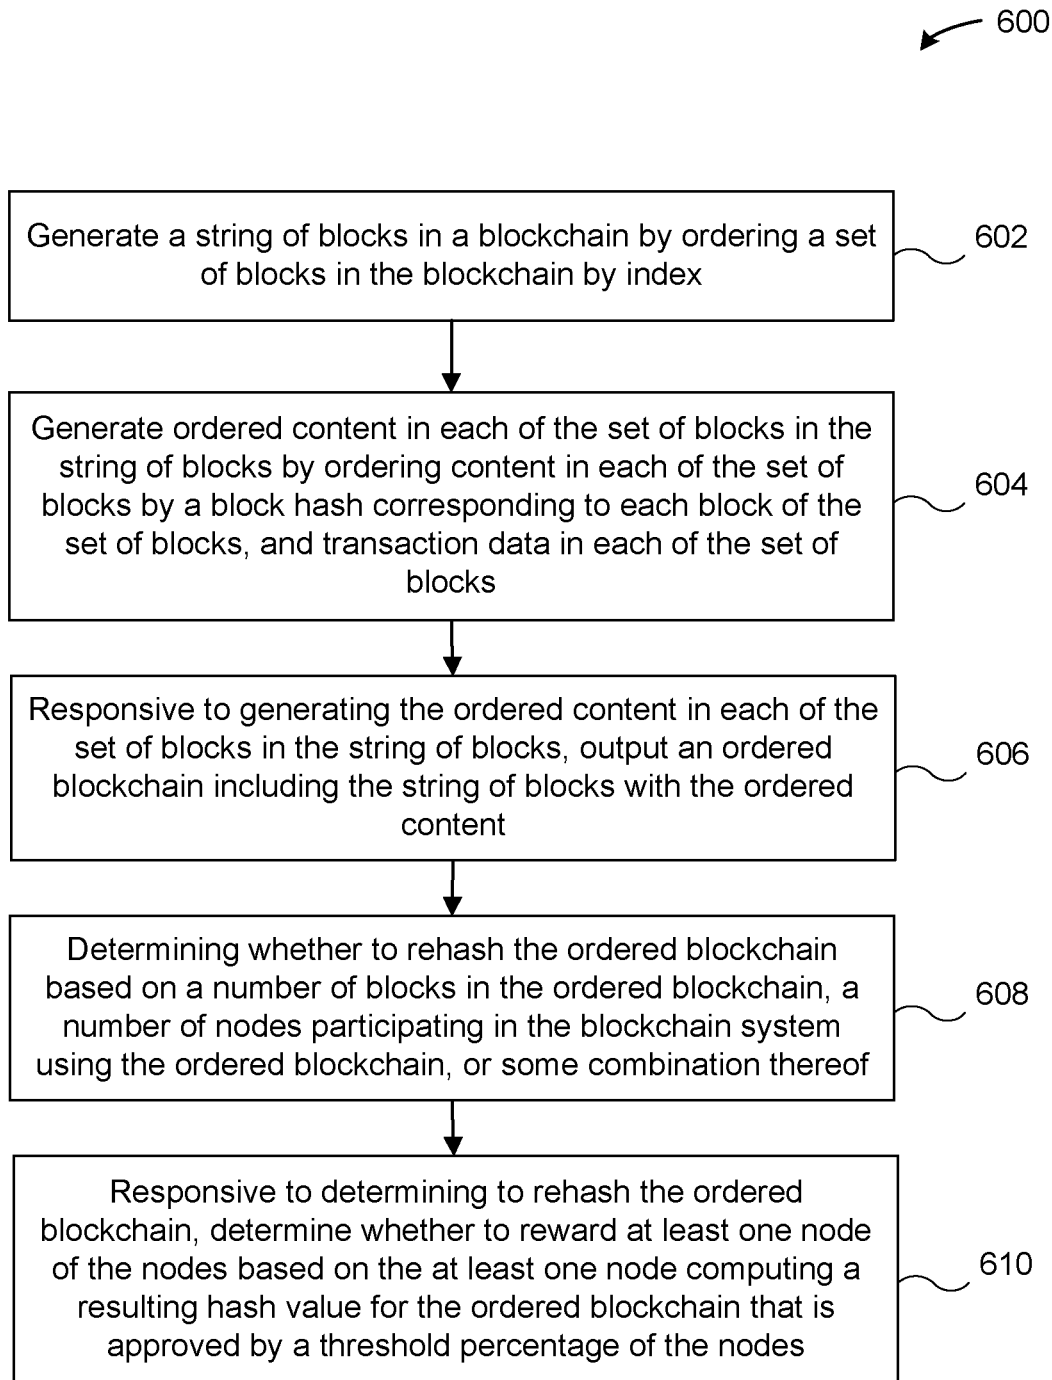 600
Generate a string of blocks in a blockchain by ordering a set
of blocks in the blockchain by index
602
Generate ordered content in each of the set of blocks in the
string of blocks by ordering content in each of the set of
blocks by a block hash corresponding to each block of the
set of blocks, and transaction data in each of the set of
blocks
604
Responsive to generating the ordered content in each of the
set of blocks in the string of blocks, output an ordered
blockchain including the string of blocks with the ordered
content
606
Determining whether to rehash the ordered blockchain
based on a number of blocks in the ordered blockchain, a
number of nodes participating in the blockchain system
using the ordered blockchain, or some combination thereof
608
Responsive to determining to rehash the ordered
blockchain, determine whether to reward at least one node
of the nodes based on the at least one node computing a
resulting hash value for the ordered blockchain that is
approved by a threshold percentage of the nodes
610